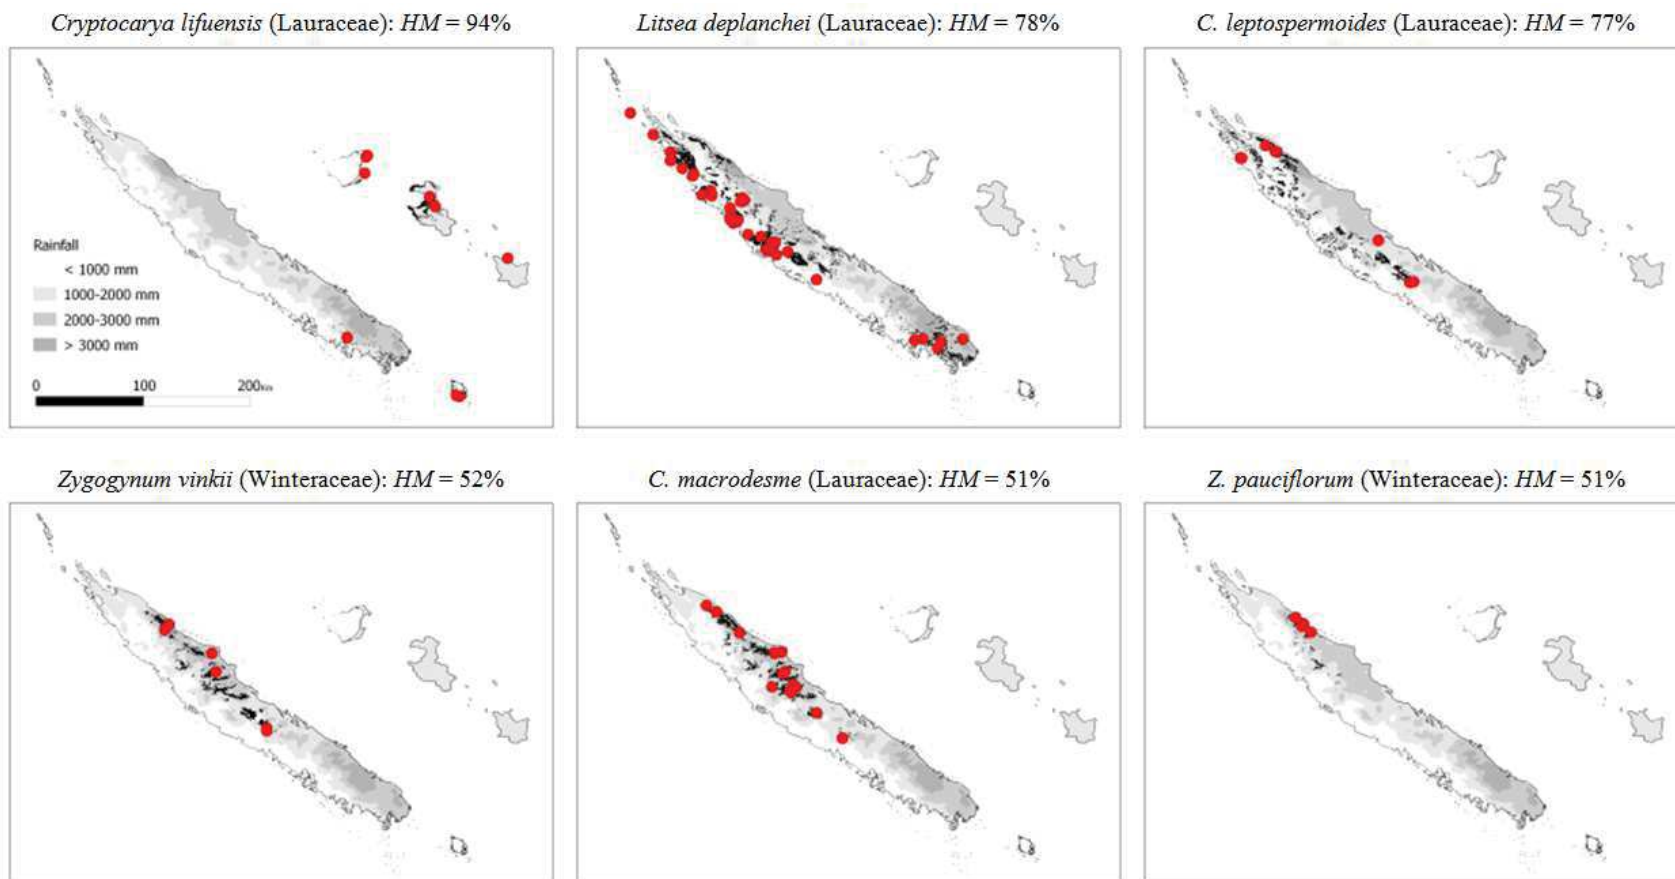 Cryptocarya lifuensis (Lauraceae): HM = 94%
Litsea deplanchei (Lauraceae): HM = 78%
C. leptospermoides (Lauraceae): HM = 77%
Rainfall
< 1000 mm
1000-2000 mm
2000-3000 mm
> 3000 mm
0 100 200km
Zygogynum vinkii (Winteraceae): HM = 52%
C. macrodesme (Lauraceae): HM = 51%
Z. pauciflorum (Winteraceae): HM = 51%